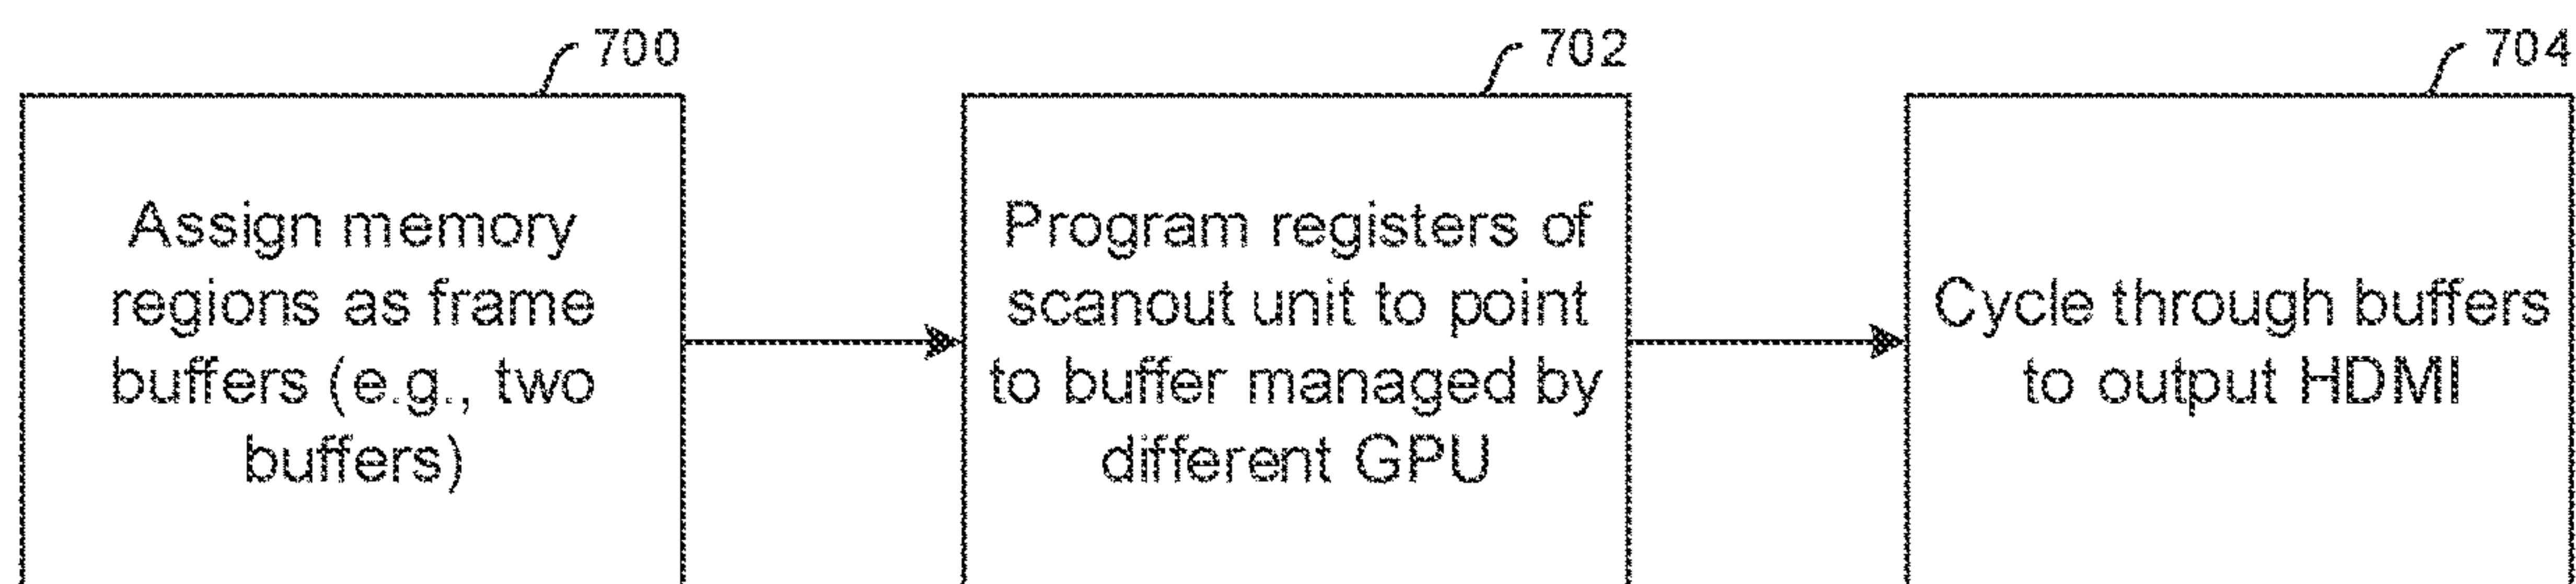 700
702
704
Assign memory
regions as frame
buffers (e.g., two
buffers)
Program registers of
scanout unit to point
to buffer managed by
different GPU
Cycle through buffers
to output HDMI